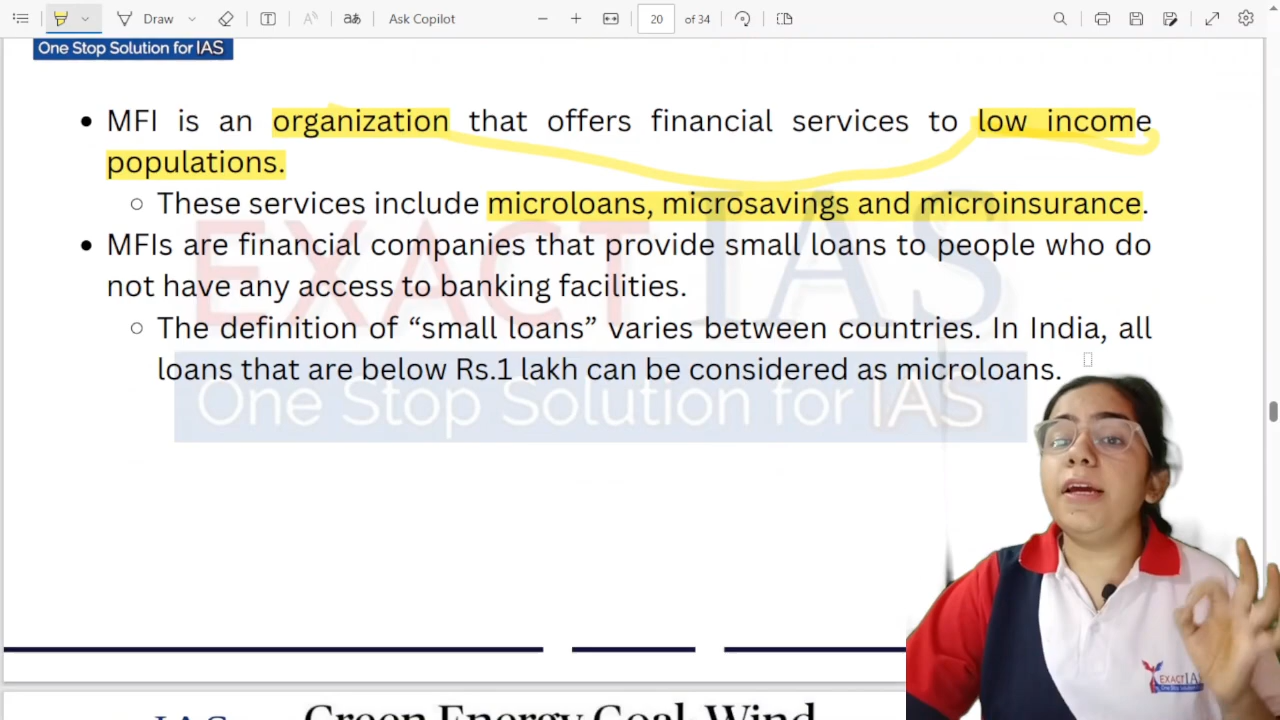 Draw
Ask Copilot
20 of 34
One Stop Solution for IAS
• MFI is an organization that offers financial services to low income
populations.
○ These services include microloans, microsavings and microinsurance.
• MFIs are financial companies that provide small loans to people who do
not have any access to banking facilities.
○ The definition of “small loans” varies between countries. In India, all
loans that are below Rs.1 lakh can be considered as microloans.
EXACT IAS
One Stop Solution for IAS
EXACT IAS
Green Energy Goal- Wind